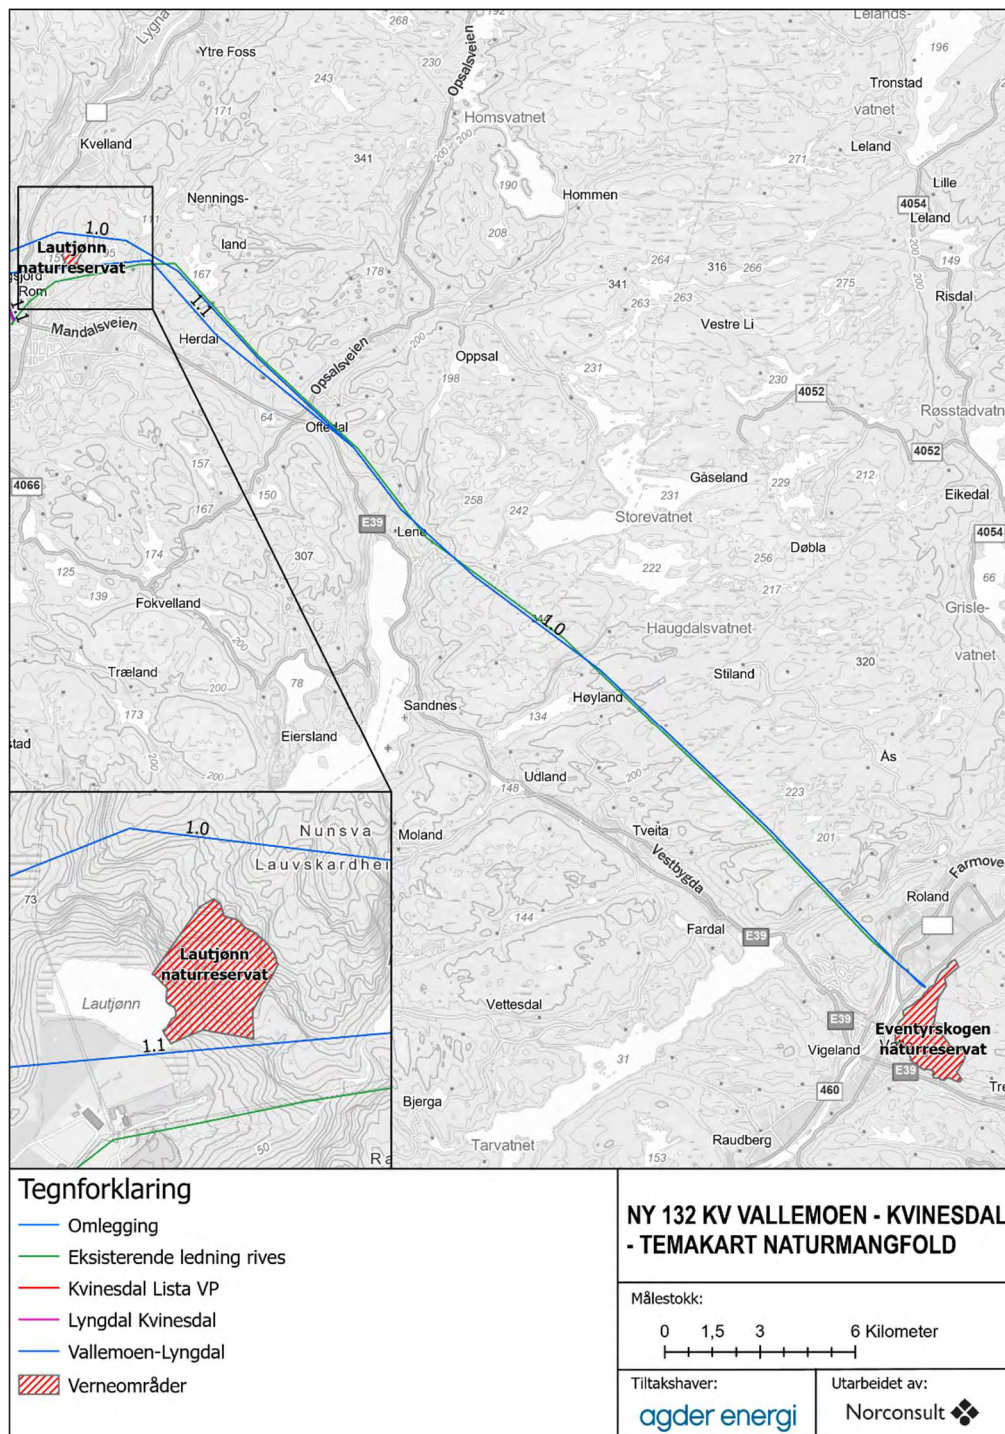 Lygna
Ytre Foss
268
192
Lelands-
196
Opsalsveien
230
243
Tronstad
vatnet
171
Homsvatnet
200
200
Kvelland
341
271
Leland
Nennings-
190
Hommen
Lille
4054
Leland
111
1.0
land
208
Lautjønn
naturreservat
167
178
264
316
266
149
341
275
Rom
263
263
Risdal
1.1
1.1
Mandalsveien
Herdal
200
Vestre Li
Oppsal
Opsalsveien
198
231
230
4052
200
64
Røsstadvatn
Oftedal
157
4052
4066
150
258
Gåseland
229
212
231
Eikedal
167
242
E39
Storevatnet
Lene
4054
307
Døbla
174
256
125
222
66
139
217
Fokvelland
1.0
Grisle-
200
Haugdalsvatnet
vatnet
320
Træland
Stiland
78
200
Høyland
Sandnes
173
134
stad
Eiersland
Ås
200
200
Udland
200
148
223
Nunsva
1.0
Moland
Tveita
201
Lauvskardhei
Vestbygda
Farmove
73
Roland
144
Fardal
E39
Lautjønn
naturreservat
Lautjønn
Vettesdal
E39
Eventyrskogen
naturreservat
1.1
31
Vigeland
E39
Tre
460
Bjerga
Raudberg
50
Tarvatnet
153
Ra
Tegnforklaring
Omlegging
Eksisterende ledning rives
Kvinesdal Lista VP
Lyngdal Kvinesdal
Vallemoen-Lyngdal
Verneområder
NY 132 KV VALLEMOEN - KVINESDAL
- TEMAKART NATURMANGFOLD
Målestokk:
0 1,5 3 6 Kilometer
Tiltakshaver:
agder energi
Utarbeidet av:
Norconsult